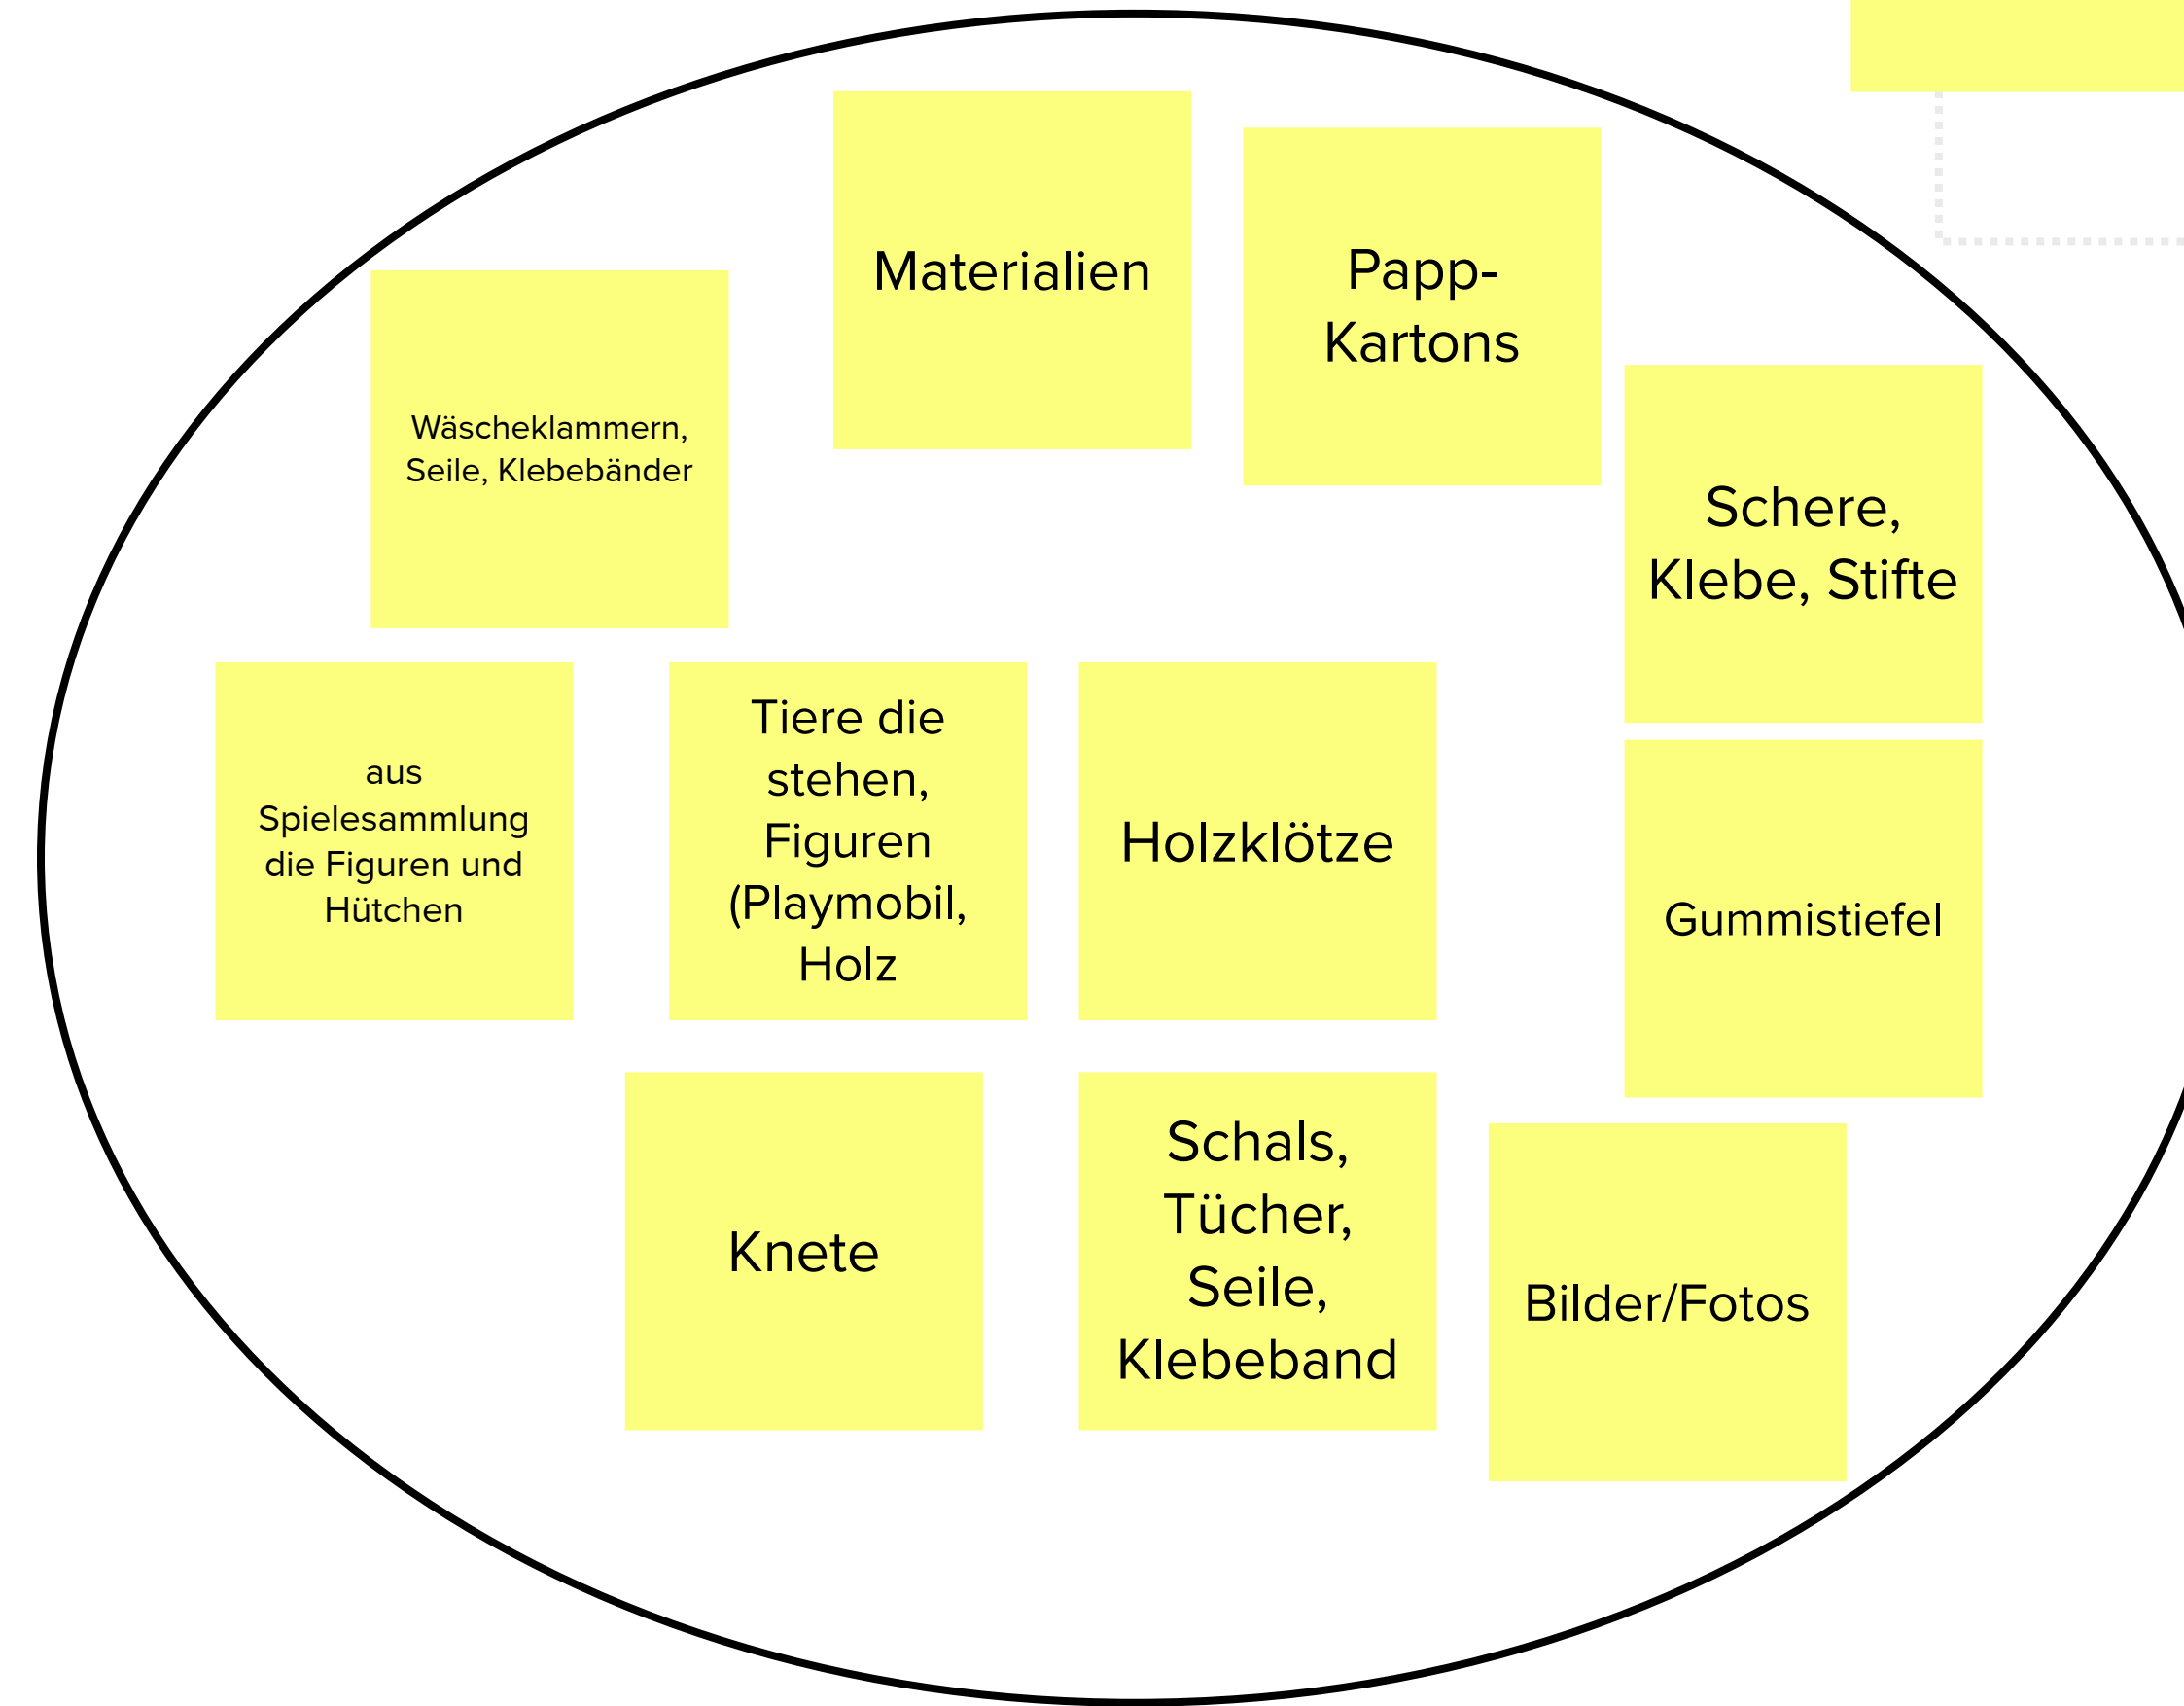 Materialien
Papp-
Kartons
Wäscheklammern,
Seile, Klebebänder
Schere,
Klebe, Stifte
aus
Spielesammlung
die Figuren und
Hütchen
Tiere die
stehen,
Figuren
(Playmobil,
Holz
Holzklötze
Gummistiefel
Knete
Schals,
Tücher,
Seile,
Klebeband
Bilder/Fotos